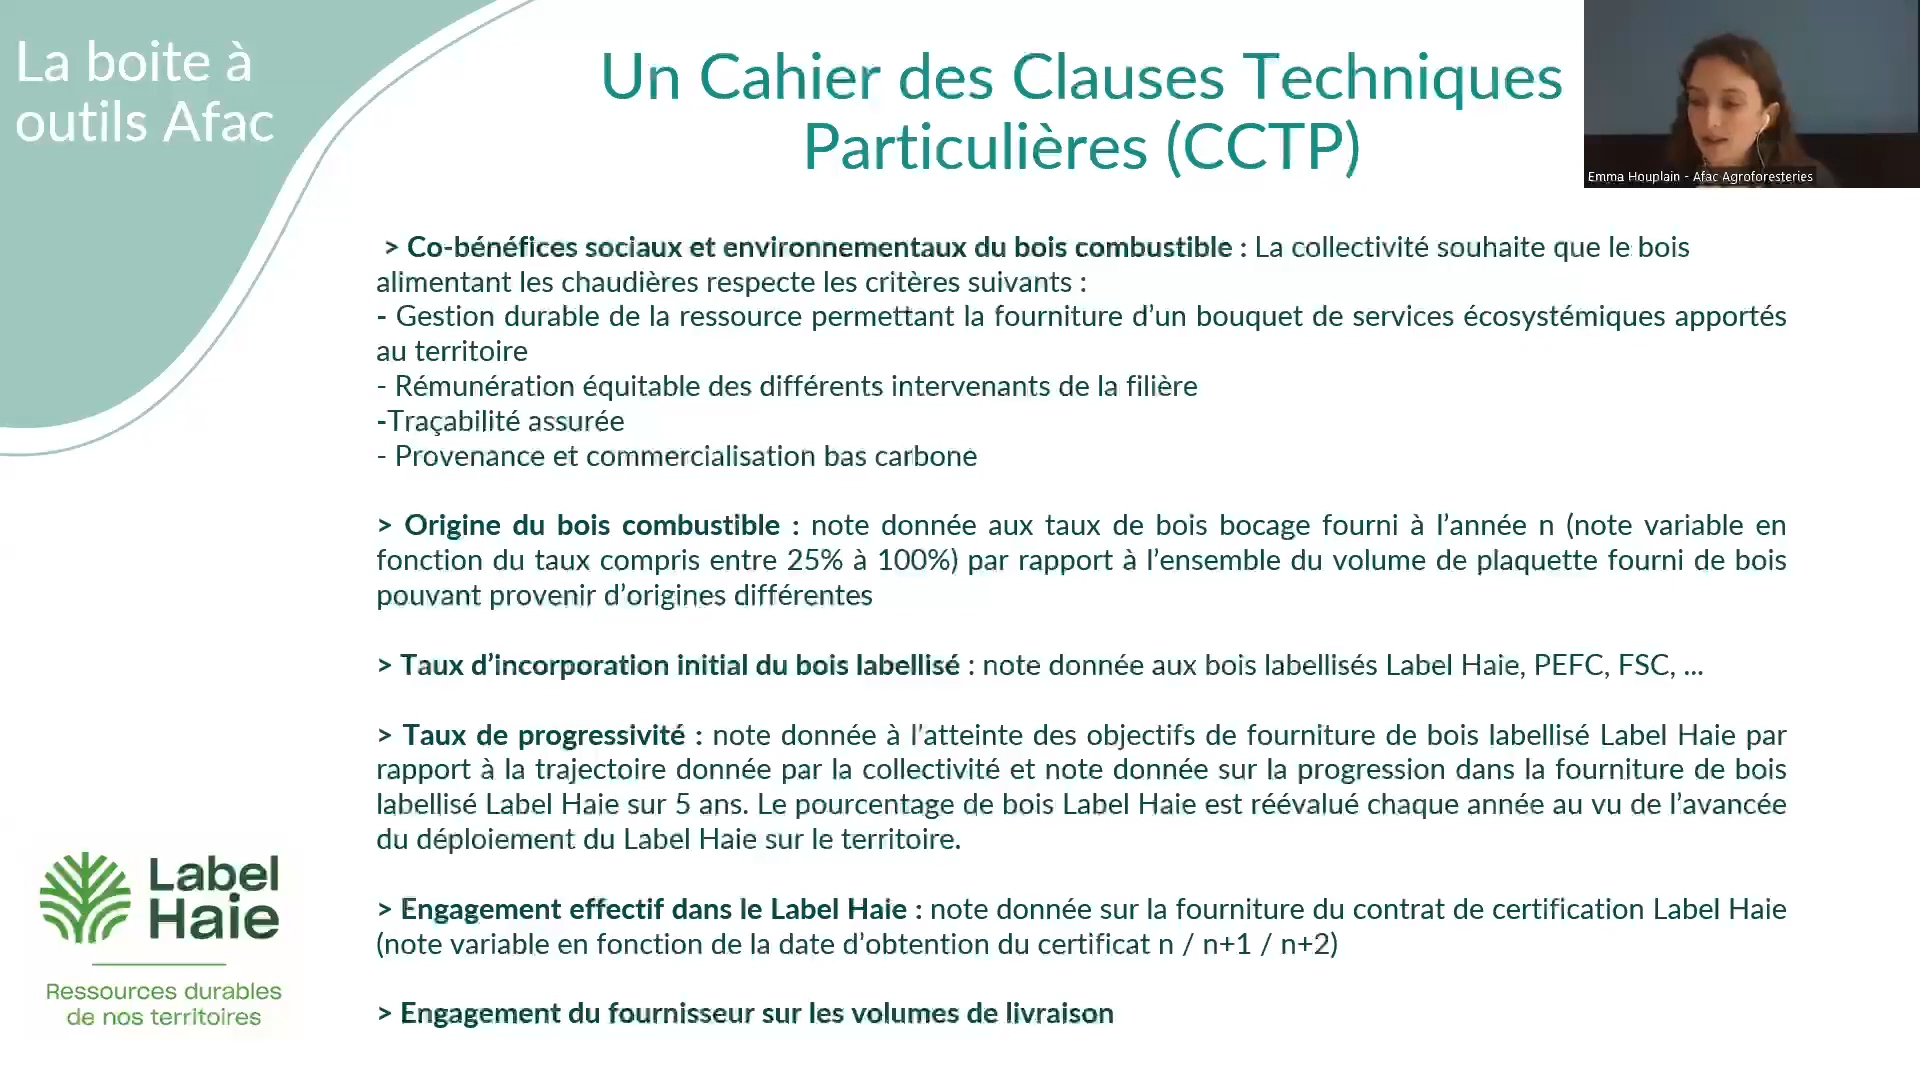 La boite à
outils Afac
Un Cahier des Clauses Techniques
Particulières (CCTP)
Emma Houplain - Afac Agroforesteries
> Co-bénéfices sociaux et environnementaux du bois combustible : La collectivité souhaite que le bois
alimentant les chaudières respecte les critères suivants :
- Gestion durable de la ressource permettant la fourniture d’un bouquet de services écosystémiques apportés
au territoire
- Rémunération équitable des différents intervenants de la filière
-Traçabilité assurée
- Provenance et commercialisation bas carbone
> Origine du bois combustible : note donnée aux taux de bois bocage fourni à l’année n (note variable en
fonction du taux compris entre 25% à 100%) par rapport à l’ensemble du volume de plaquette fourni de bois
pouvant provenir d’origines différentes
> Taux d’incorporation initial du bois labellisé : note donnée aux bois labellisés Label Haie, PEFC, FSC, ...
> Taux de progressivité : note donnée à l’atteinte des objectifs de fourniture de bois labellisé Label Haie par
rapport à la trajectoire donnée par la collectivité et note donnée sur la progression dans la fourniture de bois
labellisé Label Haie sur 5 ans. Le pourcentage de bois Label Haie est réévalué chaque année au vu de l’avancée
du déploiement du Label Haie sur le territoire.
> Engagement effectif dans le Label Haie : note donnée sur la fourniture du contrat de certification Label Haie
(note variable en fonction de la date d’obtention du certificat n / n+1 / n+2)
> Engagement du fournisseur sur les volumes de livraison
Label
Haie
Ressources durables
de nos territoires